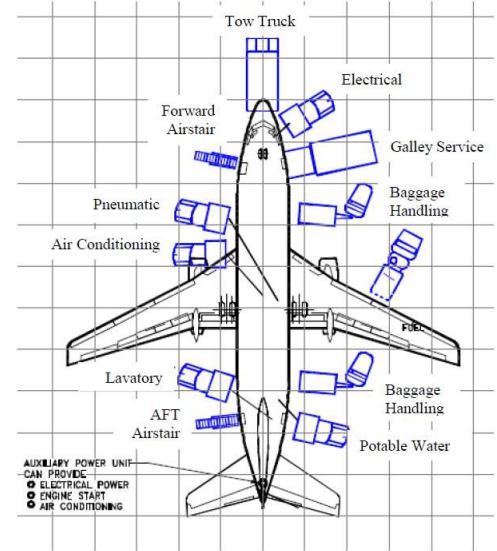 Tow Truck
Electrical
Forward
Airstair
Galley Service
Pneumatic
Baggage
Handling
Air Conditioning
FUEL
Lavatory
Baggage
Handling
AFT
Airstair
Potable Water
AUXILIARY POWER UNIT
CAN PROVIDE
ELECTRICAL POWER
ENGINE START
AIR CONDITIONING